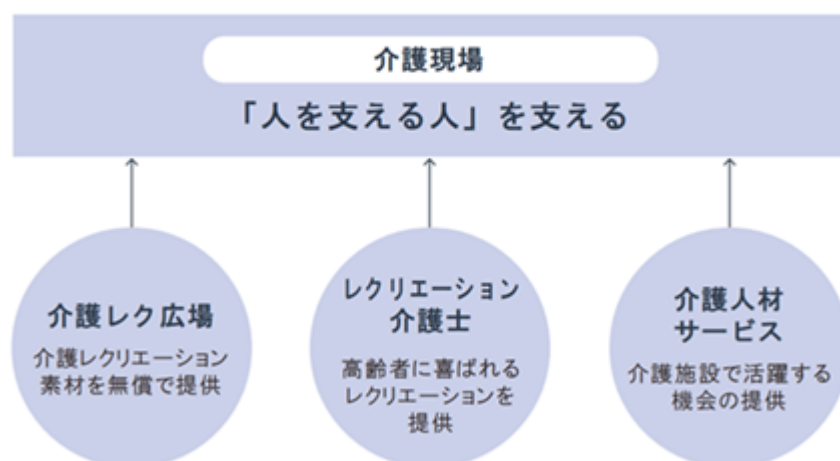 介護現場
「人を支える人」を支える
介護レク広場
介護レクリエーション
素材を無償で提供
レクリエーション
介護士
高齢者に喜ばれる
レクリエーションを
提供
介護人材
サービス
介護施設で活躍する
機会の提供